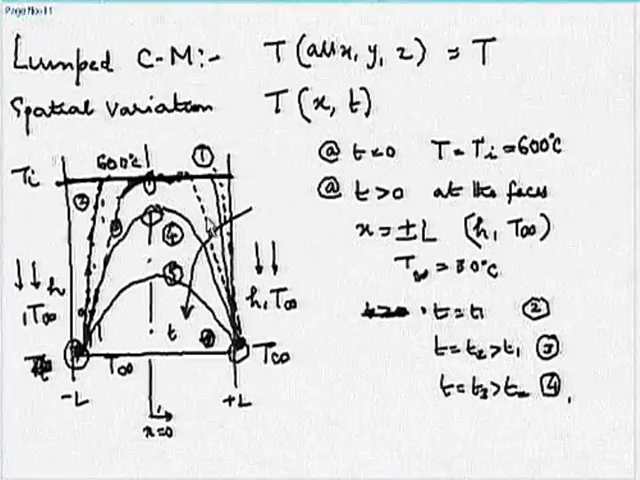 Page No:11
Lumped C-M:- T(all x, y, z) = T
Spatial Variation T(x, t)
@ t<0 T = Ti = 600°C
@ t>0 at the faces
x = ±L (h, T∞)
T∞ = 30°C
t = t1 ②
t = t2 > t1 ③
t = t3 > t2 ④
600°C ①
Ti
②
③
④
⑤
h
, T∞
h, T∞
t
T∞
T∞
-L
+L
x=0